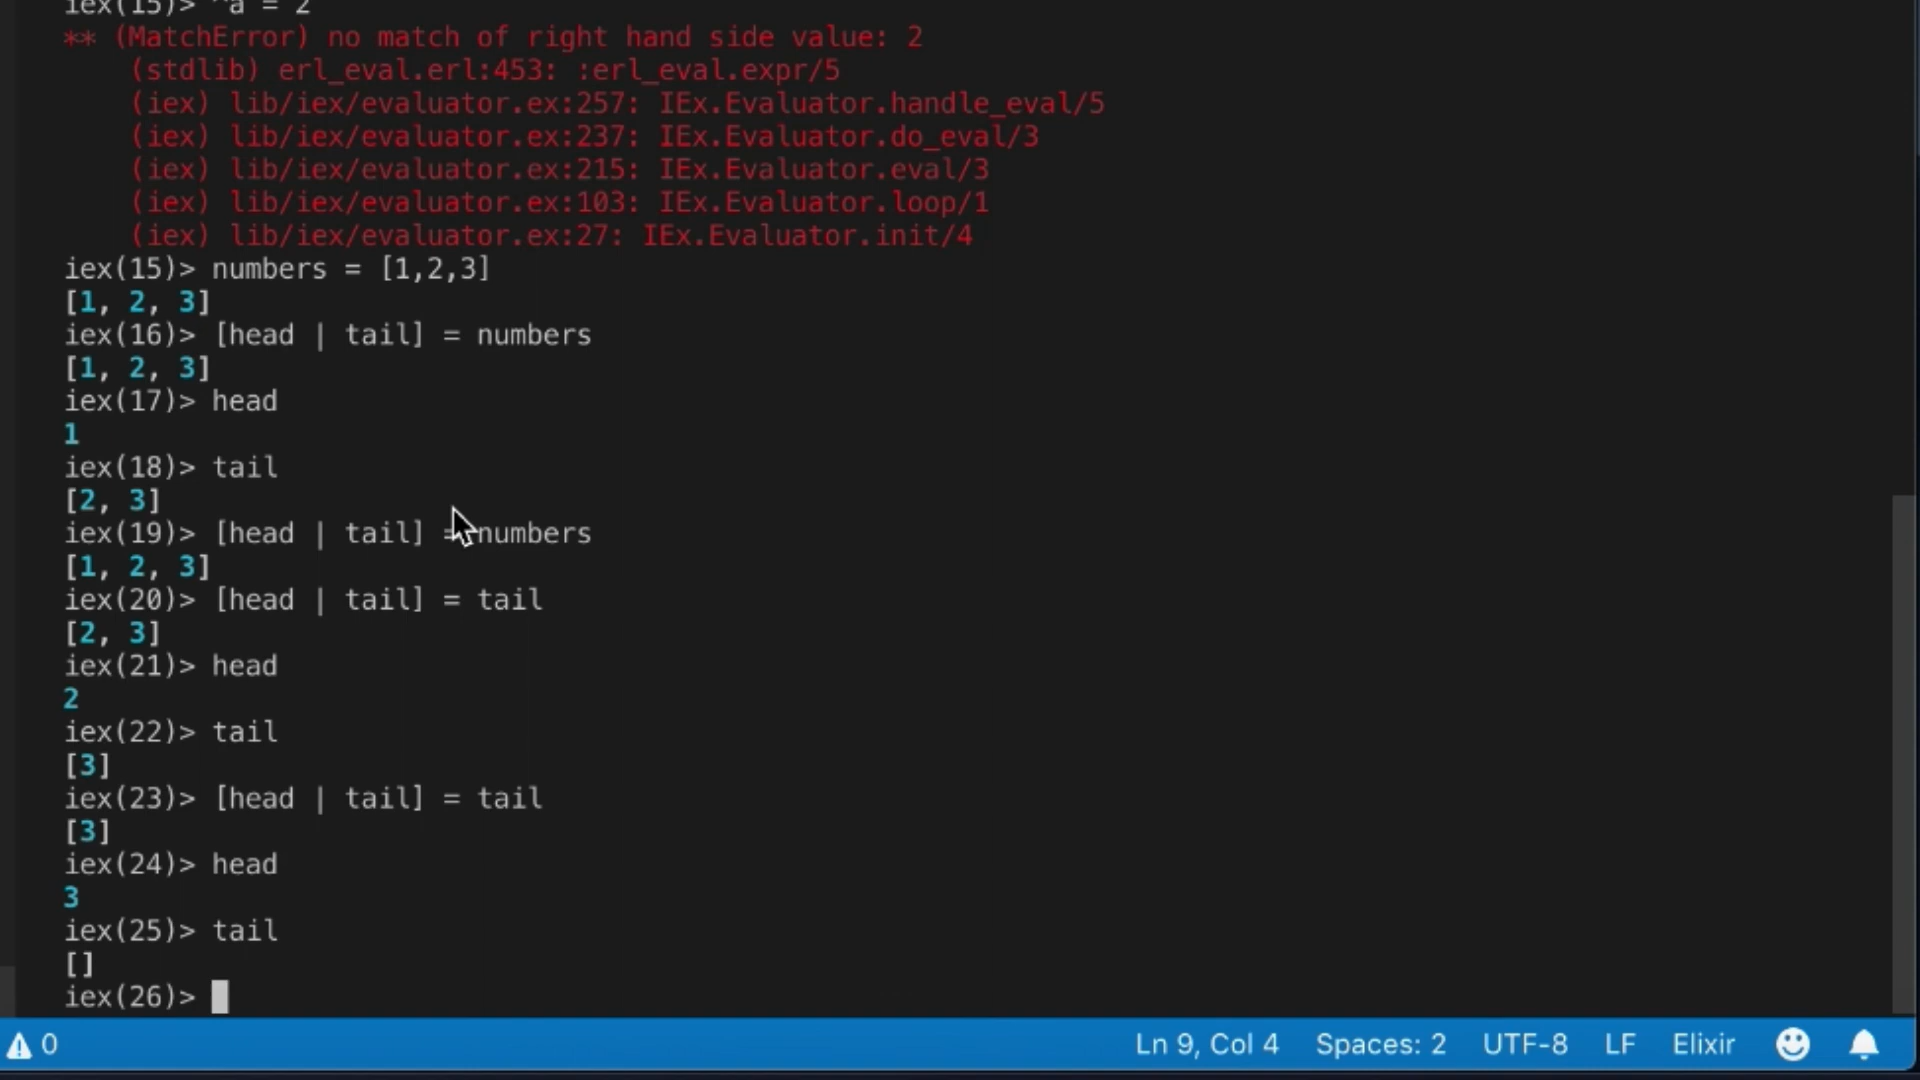 iex(15)> ^a = 2
** (MatchError) no match of right hand side value: 2
    (stdlib) erl_eval.erl:453: :erl_eval.expr/5
    (iex) lib/iex/evaluator.ex:257: IEx.Evaluator.handle_eval/5
    (iex) lib/iex/evaluator.ex:237: IEx.Evaluator.do_eval/3
    (iex) lib/iex/evaluator.ex:215: IEx.Evaluator.eval/3
    (iex) lib/iex/evaluator.ex:103: IEx.Evaluator.loop/1
    (iex) lib/iex/evaluator.ex:27: IEx.Evaluator.init/4
iex(15)> numbers = [1,2,3]
[1, 2, 3]
iex(16)> [head | tail] = numbers
[1, 2, 3]
iex(17)> head
1
iex(18)> tail
[2, 3]
iex(19)> [head | tail] = numbers
[1, 2, 3]
iex(20)> [head | tail] = tail
[2, 3]
iex(21)> head
2
iex(22)> tail
[3]
iex(23)> [head | tail] = tail
[3]
iex(24)> head
3
iex(25)> tail
[]
iex(26)>
0 Ln 9, Col 4 Spaces: 2 UTF-8 LF Elixir